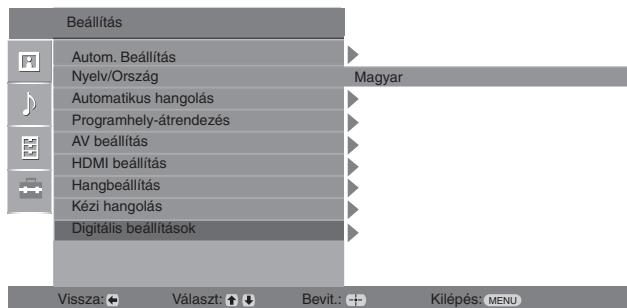 Beállítás
Autom. Beállítás
Nyelv/Ország Magyar
Automatikus hangolás
Programhely-átrendezés
AV beállítás
HDMI beállítás
Hangbeállítás
Kézi hangolás
Digitális beállítások
Vissza: Választ: Bevit.: Kilépés: MENU